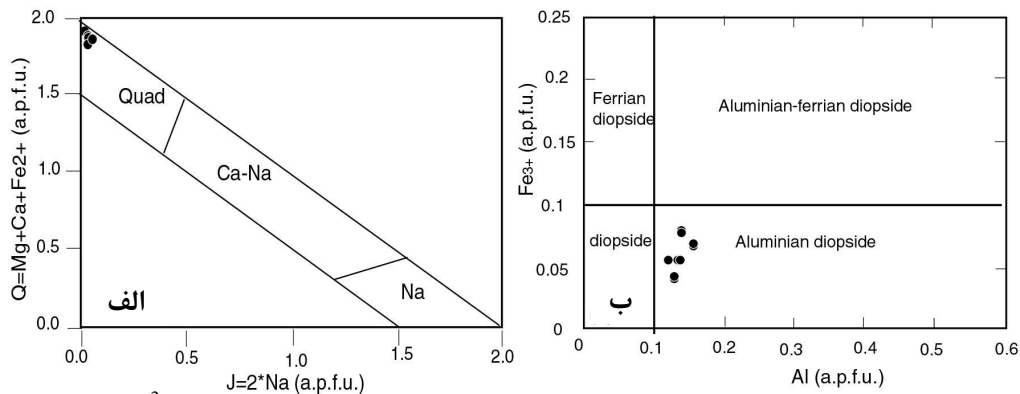 2.0
1.5
1.0
0.5
0.0
Q=Mg+Ca+Fe2+ (a.p.f.u.)
Quad
Ca-Na
Na
الف
0.0
0.5
1.0
1.5
2.0
J=2*Na (a.p.f.u.)
0.25
0.2
0.15
0.1
0.05
0
Fe3+ (a.p.f.u.)
Ferrian
diopside
Aluminian-ferrian diopside
diopside
Aluminian diopside
ب
0
0.1
0.2
0.3
0.4
0.5
0.6
Al (a.p.f.u.)